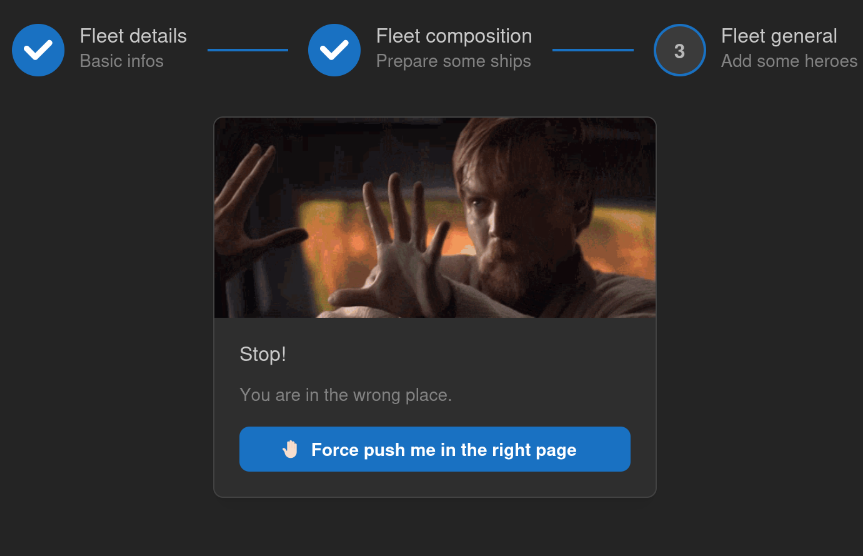 Fleet details
Basic infos
Fleet composition
Prepare some ships
3
Fleet general
Add some heroes
Stop!
You are in the wrong place.
Force push me in the right page